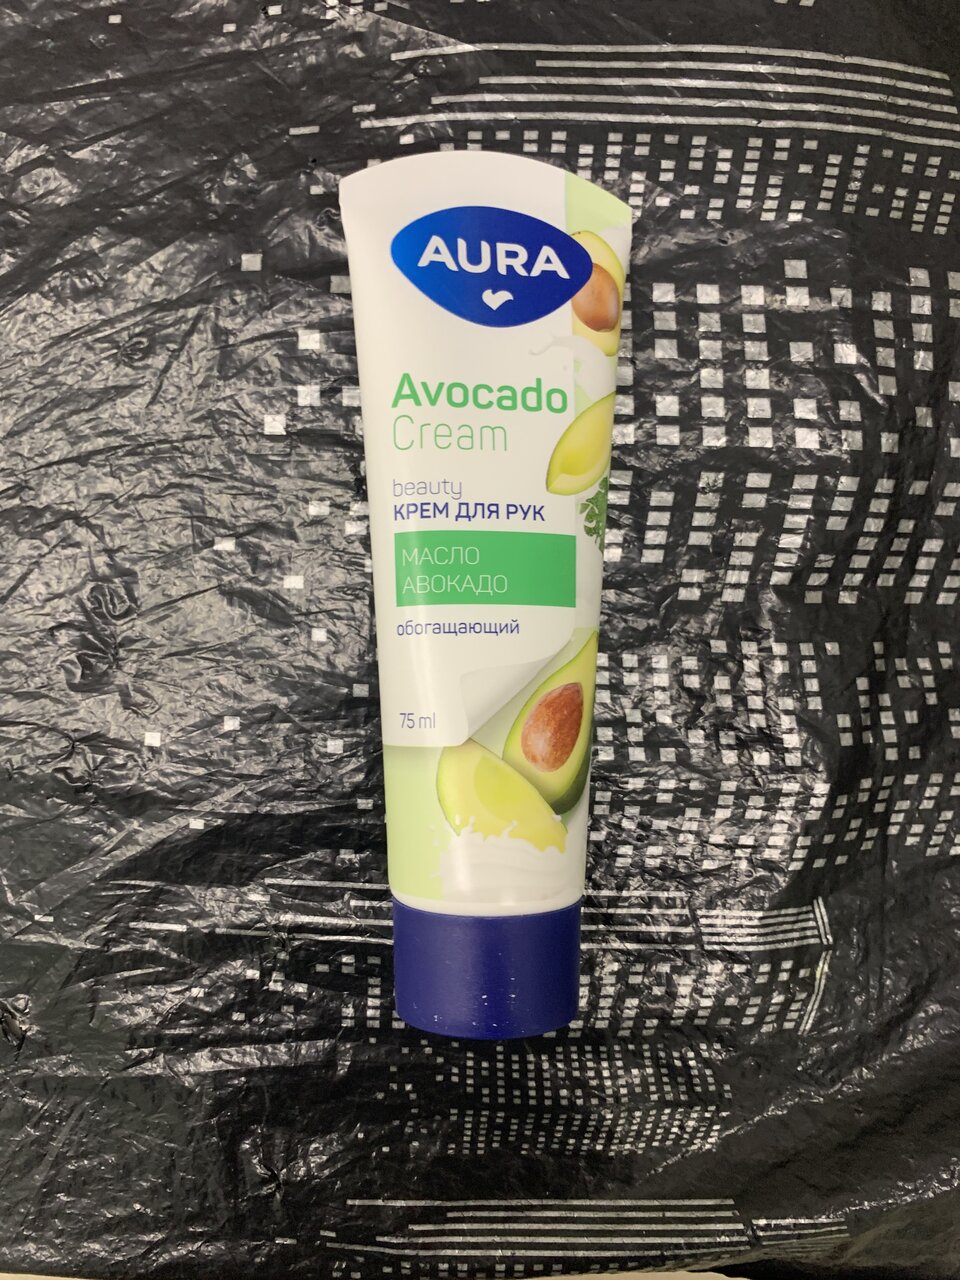 AURA
Avocado
Cream
beauty
КРЕМ ДЛЯ РУК
МАСЛО
АВОКАДО
обогащающий
75 ml